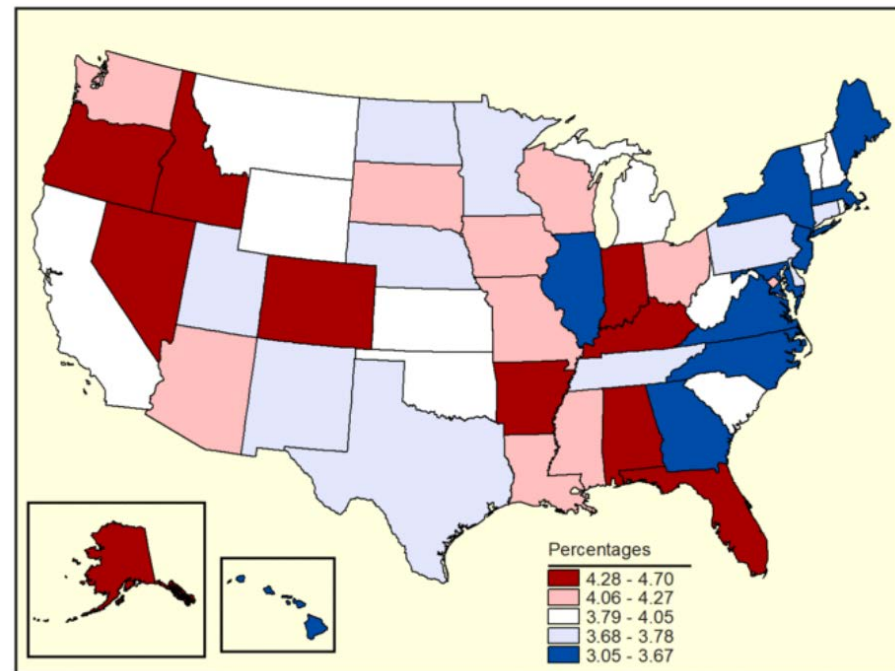 Percentages
4.28 - 4.70
4.06 - 4.27
3.79 - 4.05
3.68 - 3.78
3.05 - 3.67